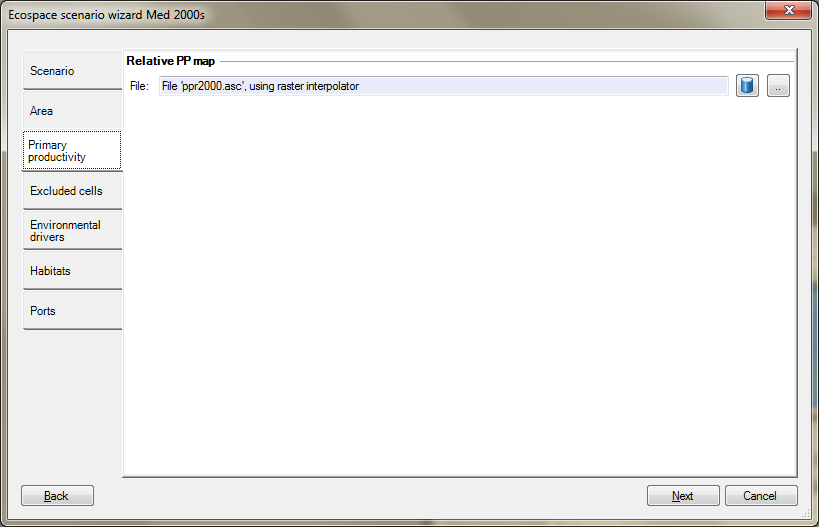 Ecospace scenario wizard Med 2000s
Scenario
Area
Primary
productivity
Excluded cells
Environmental
drivers
Habitats
Ports
Relative PP map
File: File 'ppr2000.asc', using raster interpolator ..
Back Next Cancel